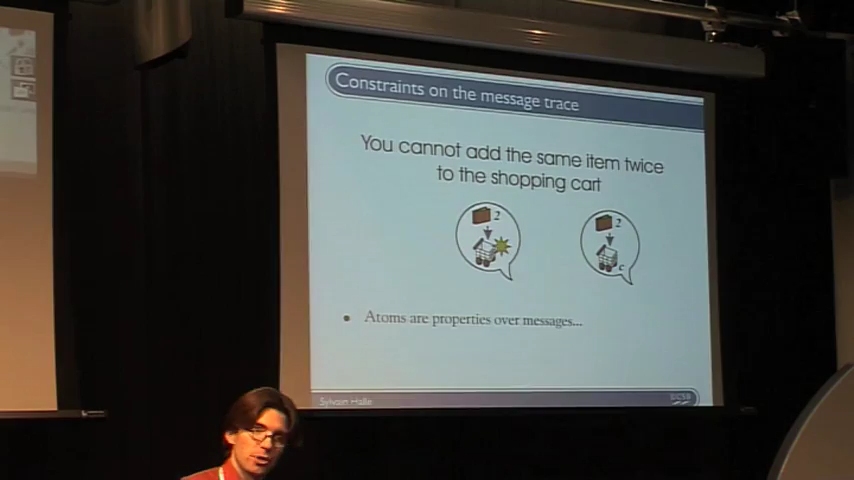 Constraints on the message trace
You cannot add the same item twice
to the shopping cart
2
2
c
• Atoms are properties over messages...
Sylvain Hallé
UCSB